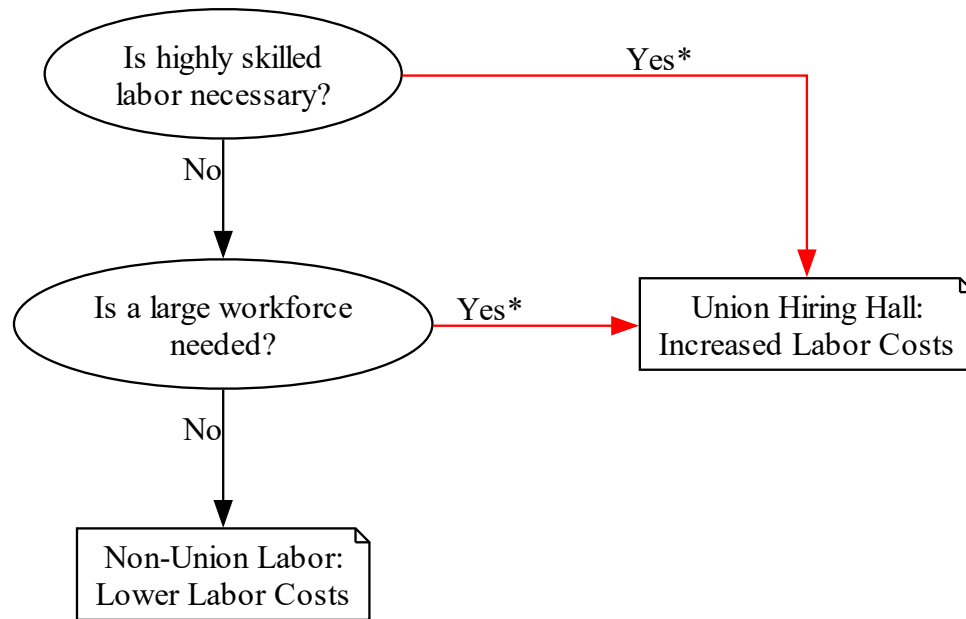 Is highly skilled
labor necessary?
Yes*
No
Is a large workforce
needed?
Yes*
Union Hiring Hall:
Increased Labor Costs
No
Non-Union Labor:
Lower Labor Costs